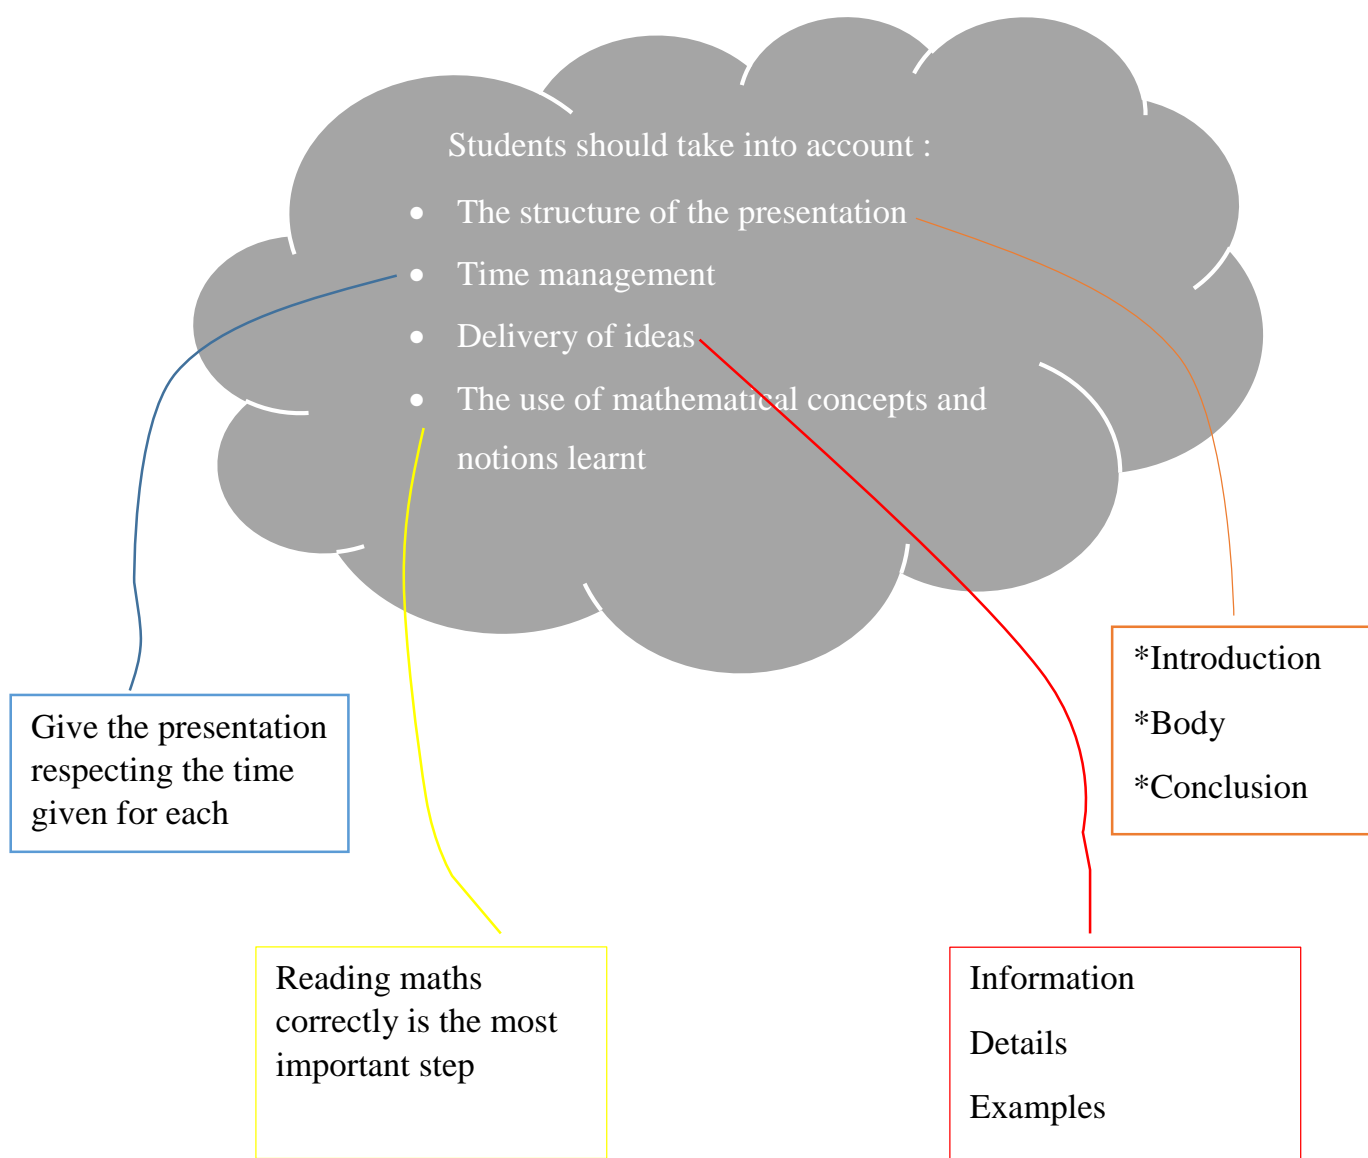 Students should take into account :
• The structure of the presentation
• Time management
• Delivery of ideas
• The use of mathematical concepts and
notions learnt
*Introduction
*Body
*Conclusion
Give the presentation
respecting the time
given for each
Reading maths
correctly is the most
important step
Information
Details
Examples